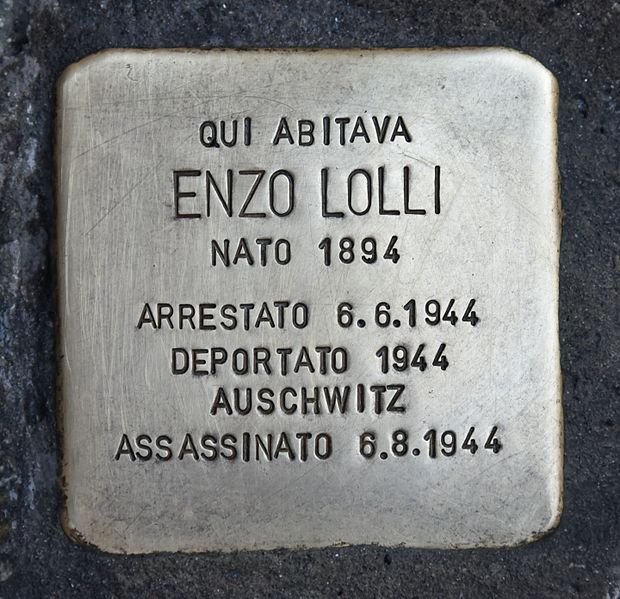 QUI ABITAVA
ENZO LOLLI
NATO 1894
ARRESTATO 6.6.1944
DEPORTATO 1944
AUSCHWITZ
ASSASSINATO 6.8.1944